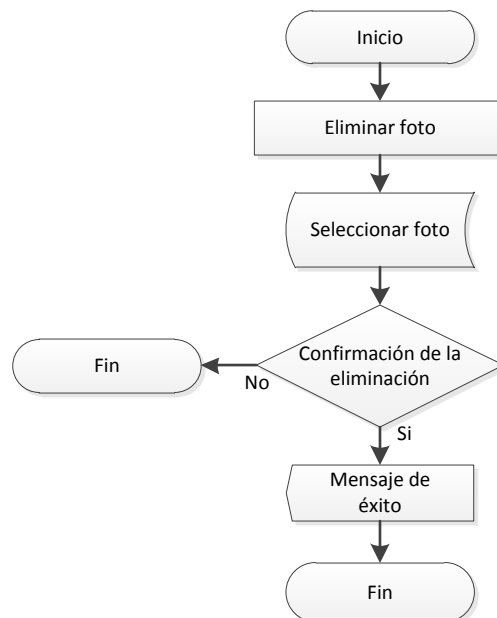 Inicio
Eliminar foto
Seleccionar foto
Confirmación de la
eliminación
Fin
No
Si
Mensaje de
éxito
Fin